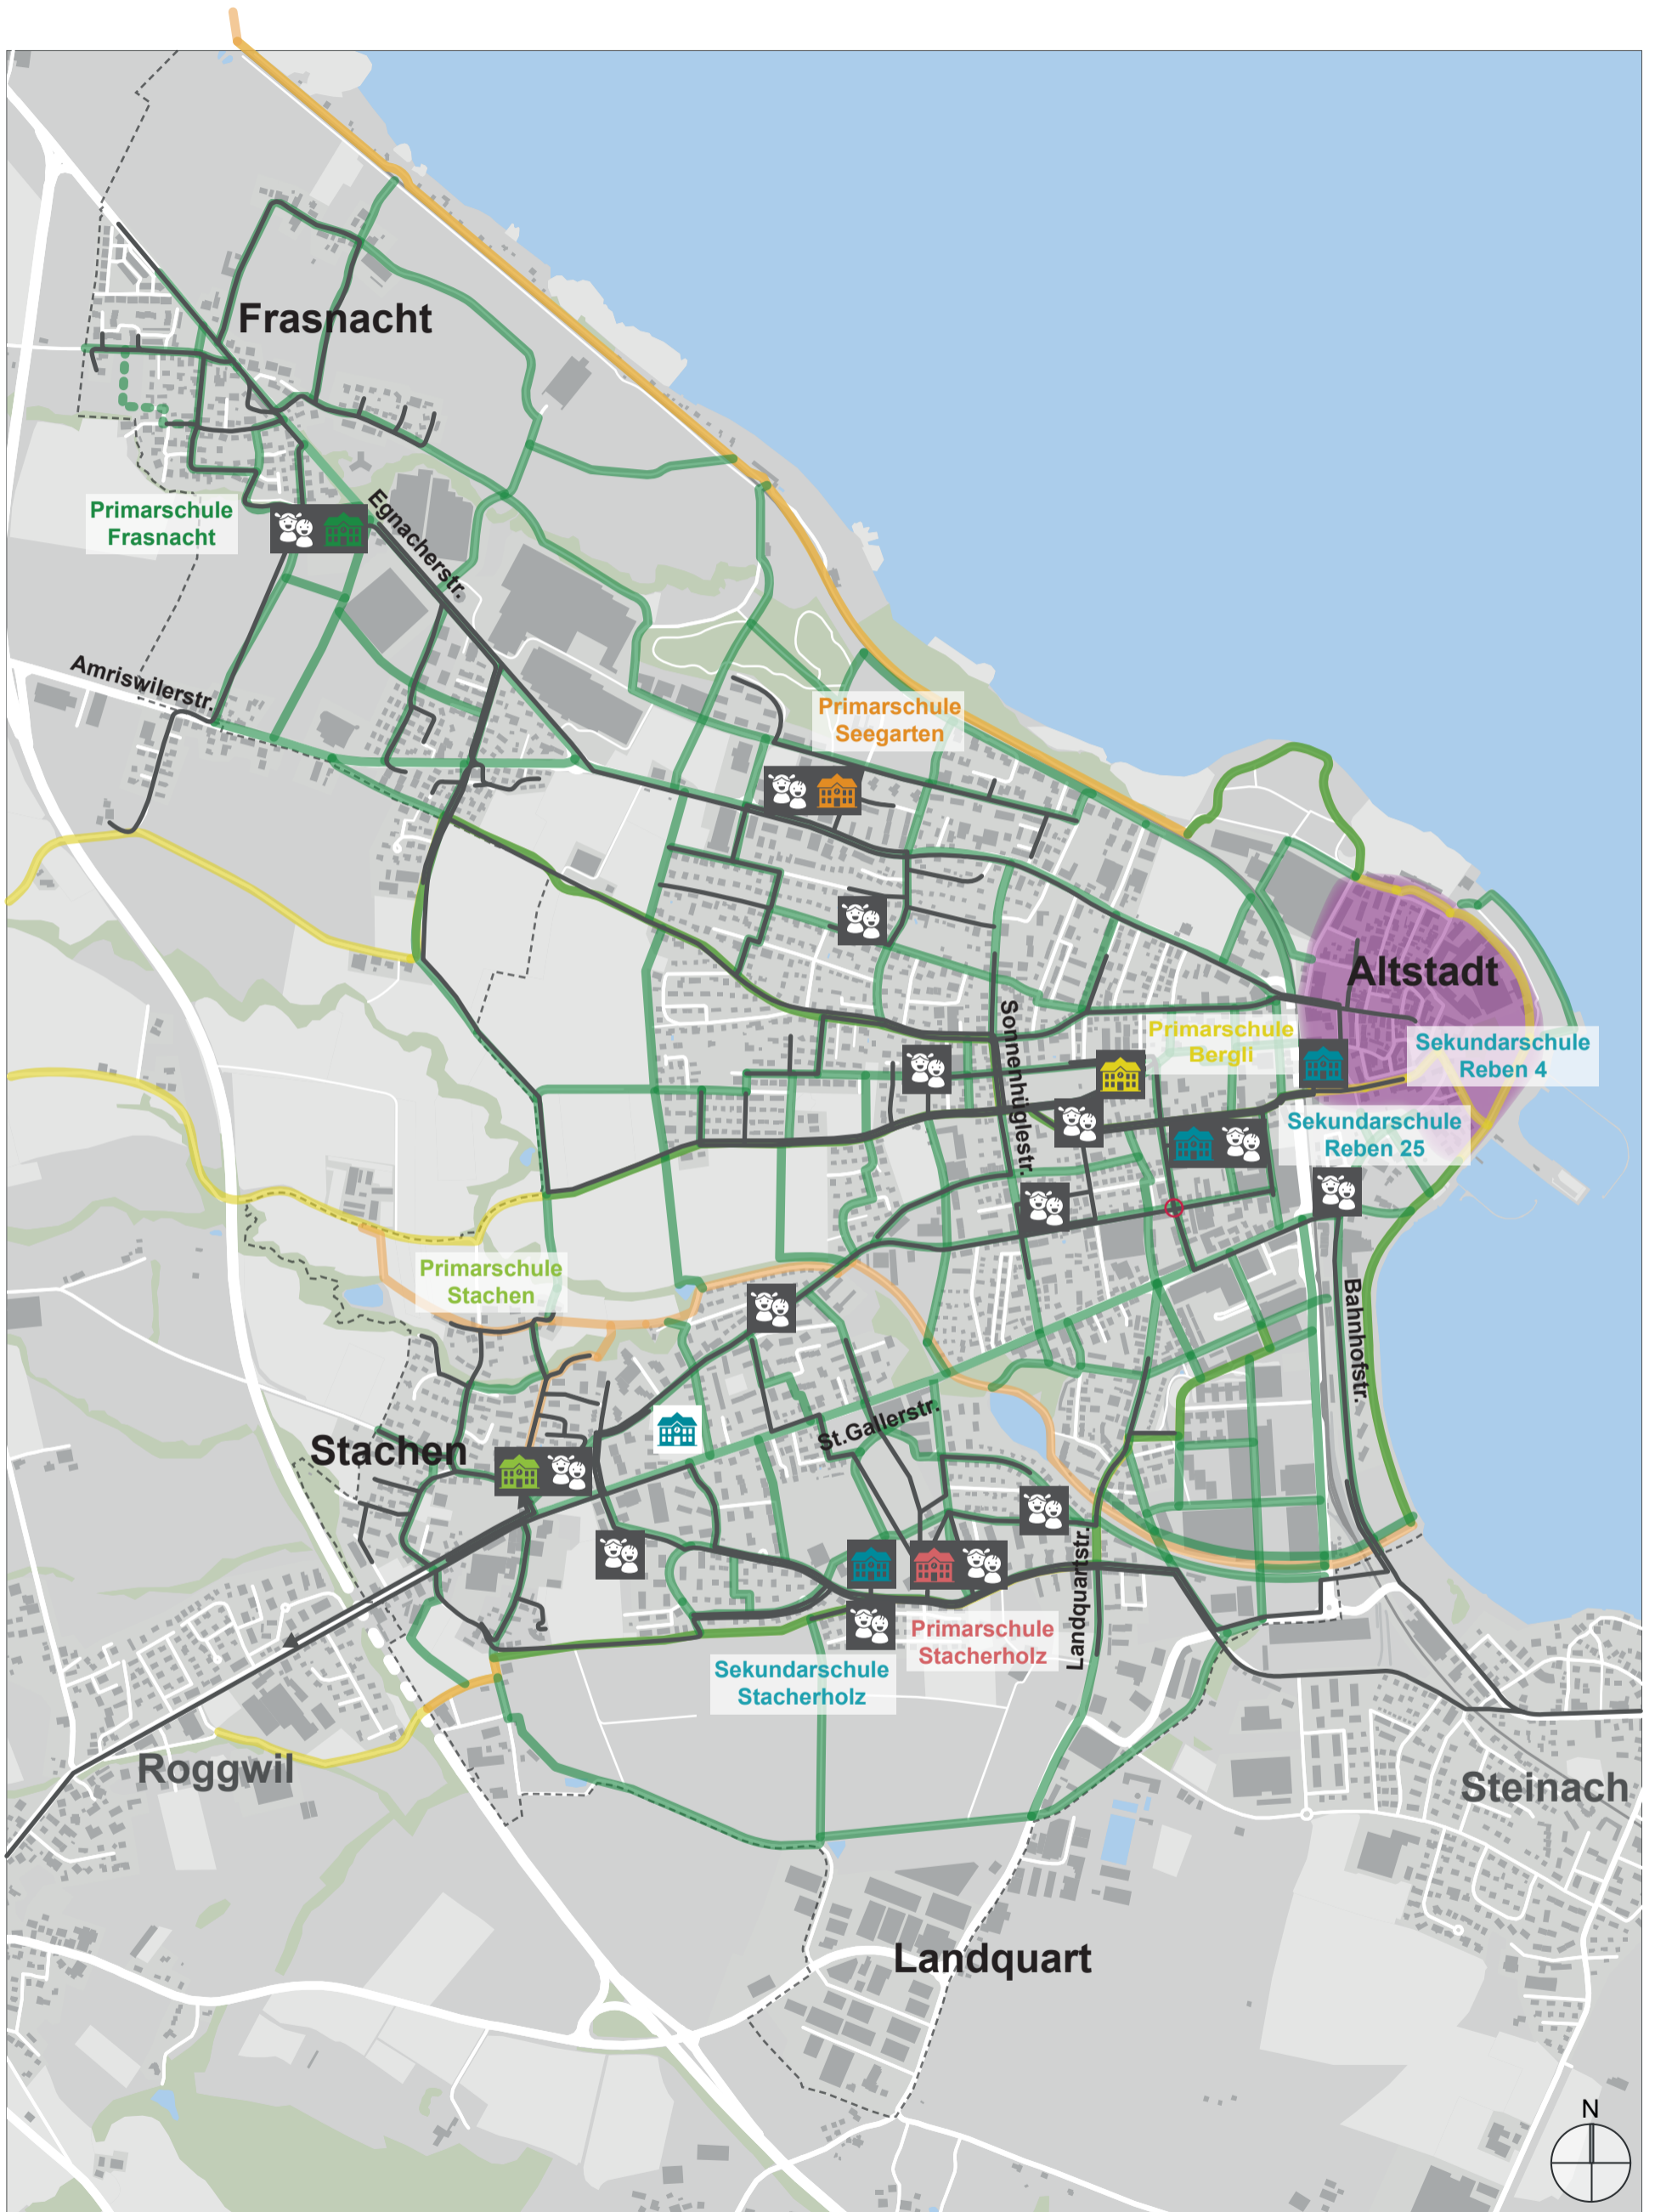 Frasnacht
Primarschule
Frasnacht
Egnacherstr.
Amriswilerstr.
Primarschule
Seegarten
Altstadt
Sonnenhüglestr.
Primarschule
Bergli
Sekundarschule
Reben 4
Sekundarschule
Reben 25
Primarschule
Stachen
Bahnhofstr.
St.Gallerstr.
Stachen
Landquartstr.
Primarschule
Stacherholz
Sekundarschule
Stacherholz
Roggwil
Steinach
Landquart
N